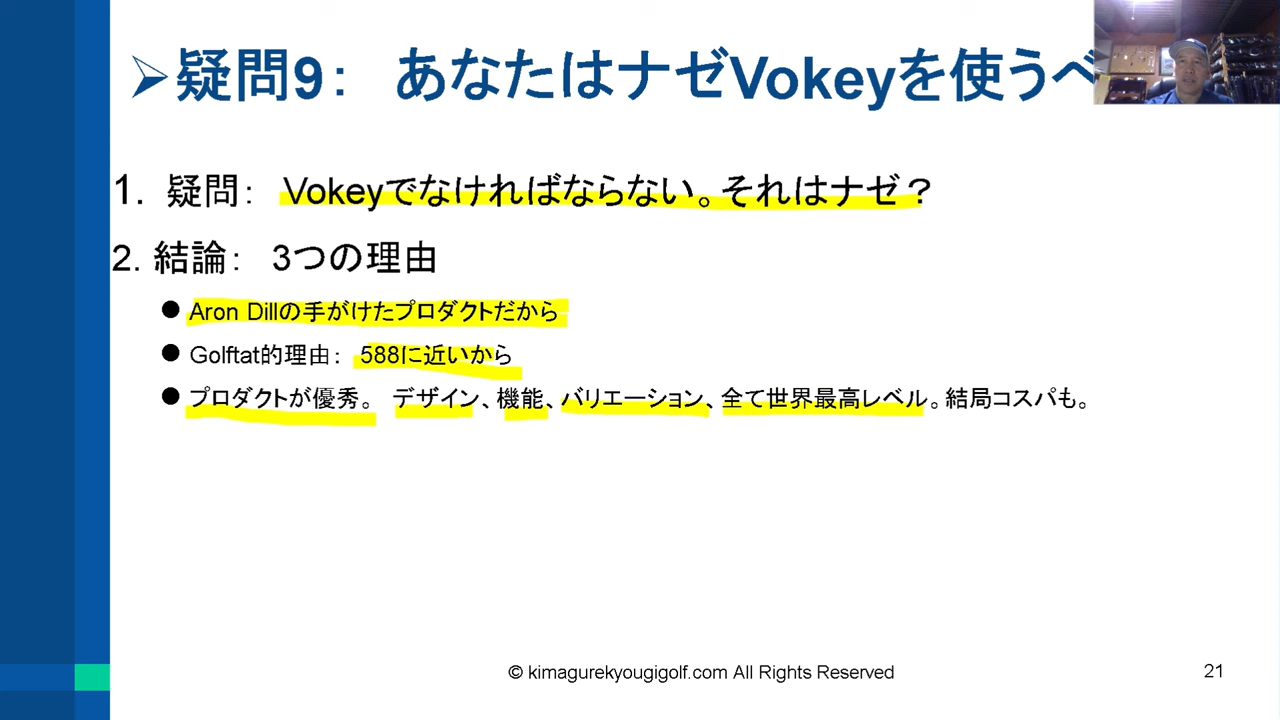 ➢疑問9： あなたはナゼVokeyを使うべ
1. 疑問： Vokeyでなければならない。それはナゼ？
2. 結論： 3つの理由
● Aron Dillの手がけたプロダクトだから
● Golftat的理由： 588に近いから
● プロダクトが優秀。 デザイン、機能、バリエーション、全て世界最高レベル。結局コスパも。
© kimagurekyougigolf.com All Rights Reserved
21